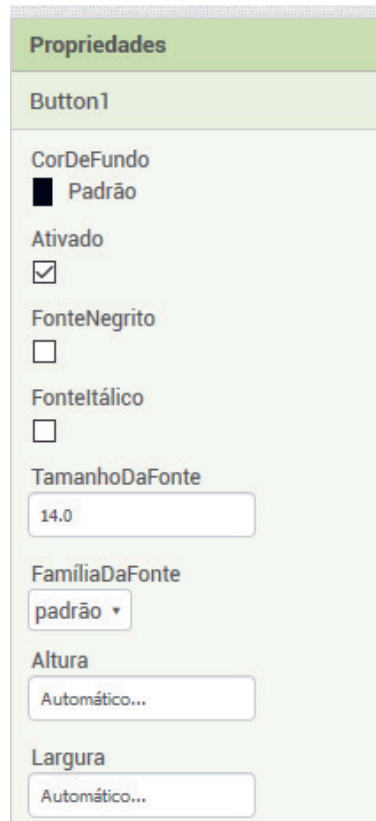 Propriedades
Button1
CorDeFundo
Padrão
Ativado
FonteNegrito
FonteItálico
TamanhoDaFonte
14.0
FamíliaDaFonte
padrão
Altura
Automático...
Largura
Automático...